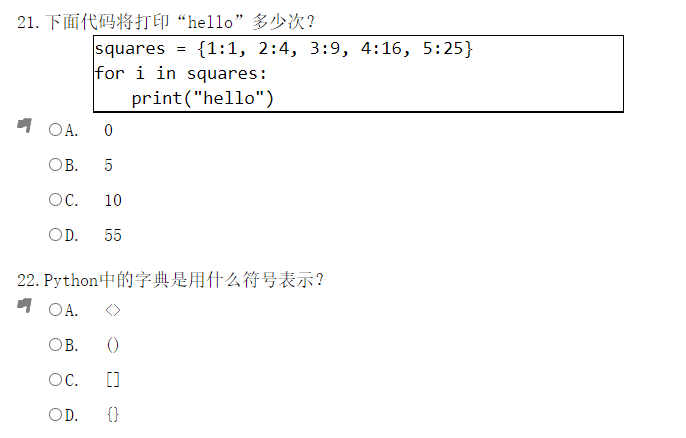 21. 下面代码将打印“hello”多少次？
squares = {1:1, 2:4, 3:9, 4:16, 5:25}
for i in squares:
    print("hello")
A. 0
B. 5
C. 10
D. 55
22. Python中的字典是用什么符号表示？
A. <>
B. ()
C. []
D. {}